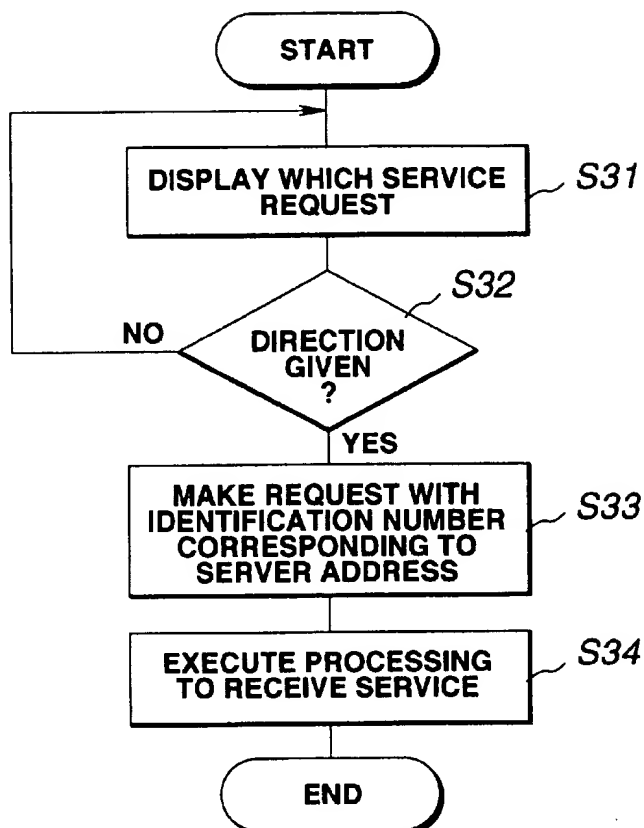 START
DISPLAY WHICH SERVICE
REQUEST
S31
S32
NO
DIRECTION
GIVEN
?
YES
MAKE REQUEST WITH
IDENTIFICATION NUMBER
CORRESPONDING TO
SERVER ADDRESS
S33
EXECUTE PROCESSING
TO RECEIVE SERVICE
S34
END